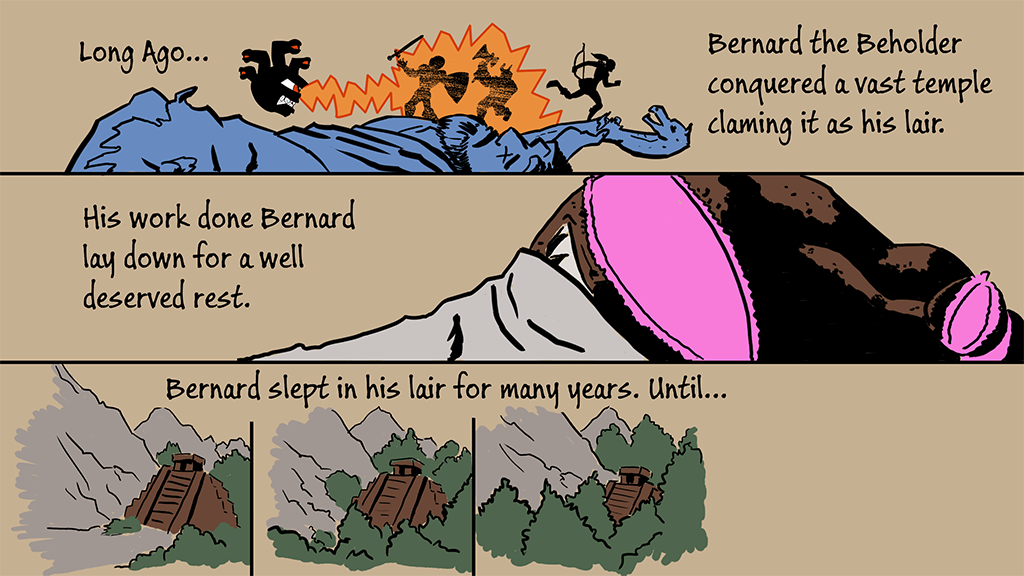 Long Ago...
Bernard the Beholder
conquered a vast temple
claming it as his lair.
His work done Bernard
lay down for a well
deserved rest.
Bernard slept in his lair for many years. Until...